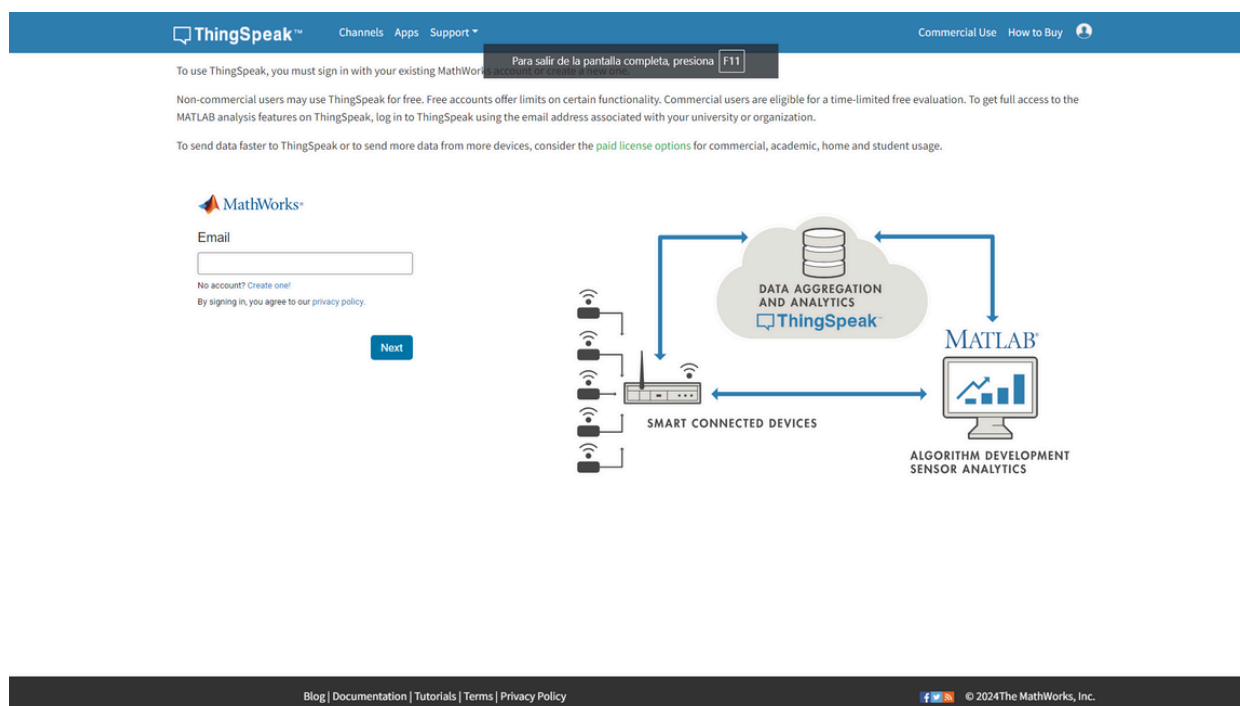 ThingSpeak™ Channels Apps Support Commercial Use How to Buy
Para salir de la pantalla completa, presiona F11
To use ThingSpeak, you must sign in with your existing MathWorks account or create a new one.
Non-commercial users may use ThingSpeak for free. Free accounts offer limits on certain functionality. Commercial users are eligible for a time-limited free evaluation. To get full access to the
MATLAB analysis features on ThingSpeak, log in to ThingSpeak using the email address associated with your university or organization.
To send data faster to ThingSpeak or to send more data from more devices, consider the paid license options for commercial, academic, home and student usage.
MathWorks®
Email
No account? Create one!
By signing in, you agree to our privacy policy.
Next
DATA AGGREGATION
AND ANALYTICS
ThingSpeak™
SMART CONNECTED DEVICES
MATLAB®
ALGORITHM DEVELOPMENT
SENSOR ANALYTICS
Blog | Documentation | Tutorials | Terms | Privacy Policy
© 2024The MathWorks, Inc.